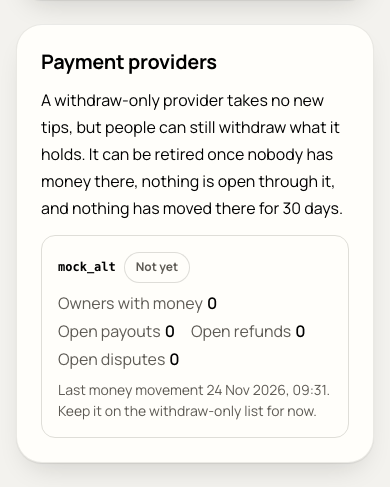 Payment providers
A withdraw-only provider takes no new
tips, but people can still withdraw what it
holds. It can be retired once nobody has
money there, nothing is open through it,
and nothing has moved there for 30 days.
mock_alt Not yet
Owners with money 0
Open payouts 0 Open refunds 0
Open disputes 0
Last money movement 24 Nov 2026, 09:31.
Keep it on the withdraw-only list for now.